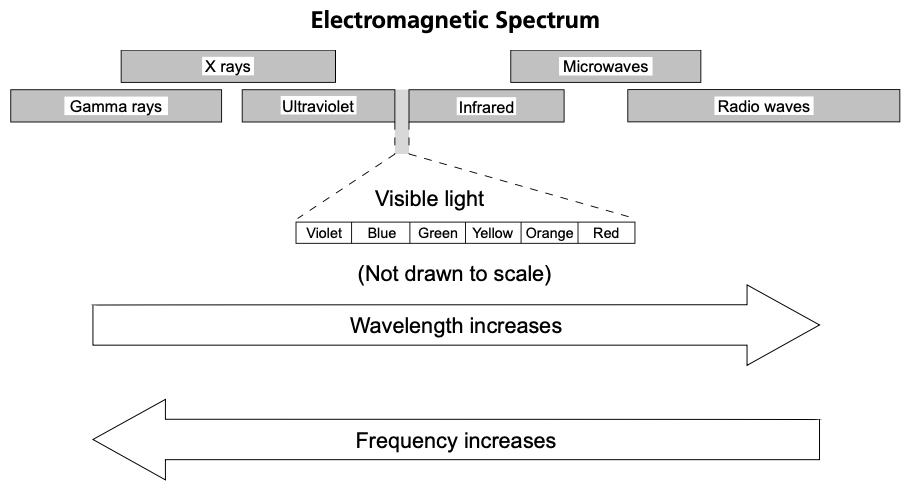 Electromagnetic Spectrum
X rays
Microwaves
Gamma rays
Ultraviolet
Infrared
Radio waves
Visible light
Violet
Blue
Green
Yellow
Orange
Red
(Not drawn to scale)
Wavelength increases
Frequency increases